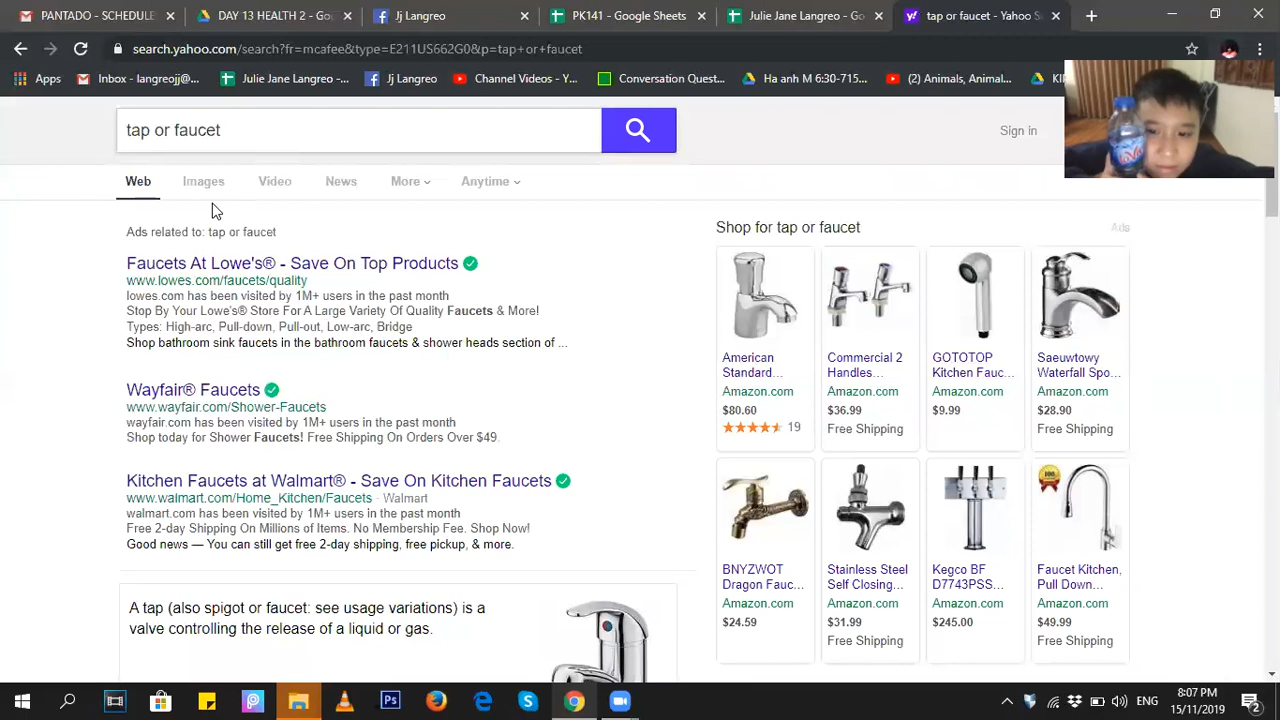 PANTOJO - SCHEDULE
DAY 13 HEALTH 2 - G
Jj Langreo
PK141 - Google Sheets
Julie Jane Langreo - Go
tap or faucet - Yahoo S
search.yahoo.com/search?fr=mcafee&type=E211US662G0&p=tap+or+faucet
Apps
Inbox - langreojj@...
Julie Jane Langreo -...
Jj Langreo
Channel Videos - Y...
Conversation Quest...
Ha anh M 6:30-715...
(2) Animals, Animal...
tap or faucet
Sign in
Web
Images
Video
News
More
Anytime
Ads related to: tap or faucet
Faucets At Lowe's® - Save On Top Products
www.lowes.com/faucets/quality
lowes.com has been visited by 1M+ users in the past month
Stop By Your Lowe's® Store For A Large Variety Of Quality Faucets & More!
Types: High-arc, Pull-down, Pull-out, Low-arc, Bridge
Shop bathroom sink faucets in the bathroom faucets & shower heads section of ...
Wayfair® Faucets
www.wayfair.com/Shower-Faucets
wayfair.com has been visited by 1M+ users in the past month
Shop today for Shower Faucets! Free Shipping On Orders Over $49.
Kitchen Faucets at Walmart® - Save On Kitchen Faucets
www.walmart.com/Home_Kitchen/Faucets - Walmart
walmart.com has been visited by 1M+ users in the past month
Free 2-day Shipping On Millions of Items. No Membership Fee. Shop Now!
Good news — You can still get free 2-day shipping, free pickup, & more.
A tap (also spigot or faucet: see usage variations) is a
valve controlling the release of a liquid or gas.
Shop for tap or faucet
Ads
American
Standard...
Amazon.com
$80.60
19
Commercial 2
Handles...
Amazon.com
$36.99
Free Shipping
GOTOTOP
Kitchen Fauc...
Amazon.com
$9.99
Saeuwtowy
Waterfall Spo...
Amazon.com
$28.90
Free Shipping
BNYZWOT
Dragon Fauc...
Amazon.com
$24.59
Stainless Steel
Self Closing...
Amazon.com
$31.99
Free Shipping
Kegco BF
D7743PSS...
Amazon.com
$245.00
Faucet Kitchen,
Pull Down...
Amazon.com
$49.99
Free Shipping
ENG
8:07 PM
15/11/2019
2